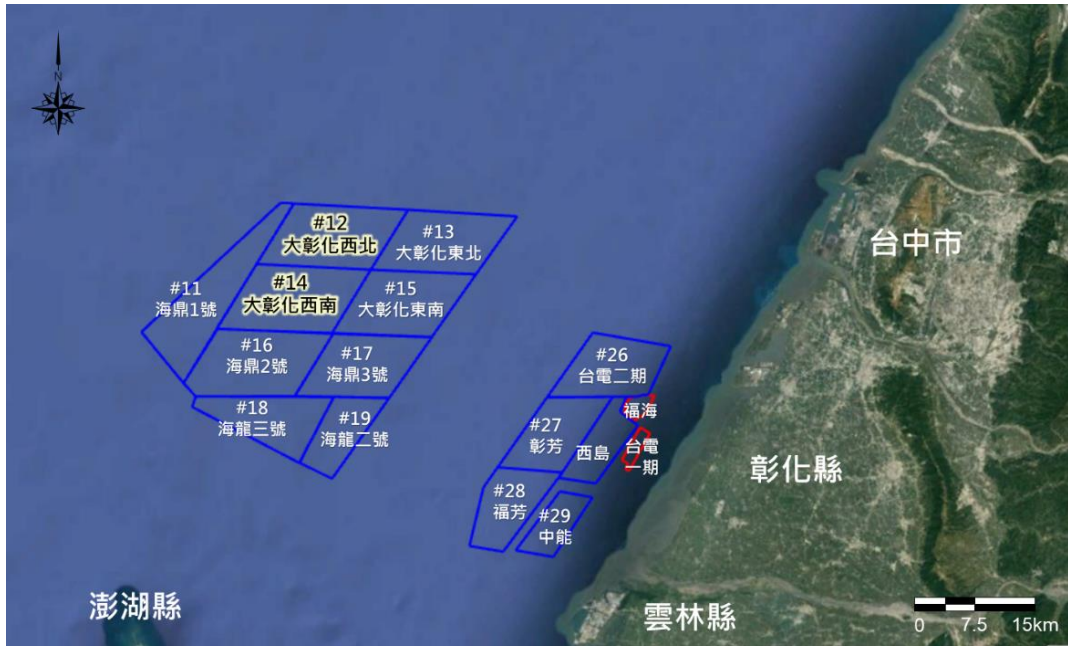 N
#12
大彰化西北
#13
大彰化東北
台中市
#11
海鼎1號
#14
大彰化西南
#15
大彰化東南
#16
海鼎2號
#17
海鼎3號
#26
台電二期
#18
海龍三號
#19
海龍二號
#27
彰芳
西島
福海
台電
一期
彰化縣
#28
福芳
#29
中能
澎湖縣
雲林縣
0 7.5 15km